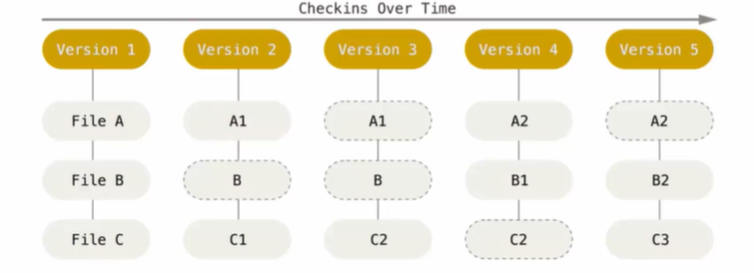 Checkins Over Time
Version 1 Version 2 Version 3 Version 4 Version 5
File A A1 A1 A2 A2
File B B B B1 B2
File C C1 C2 C2 C3